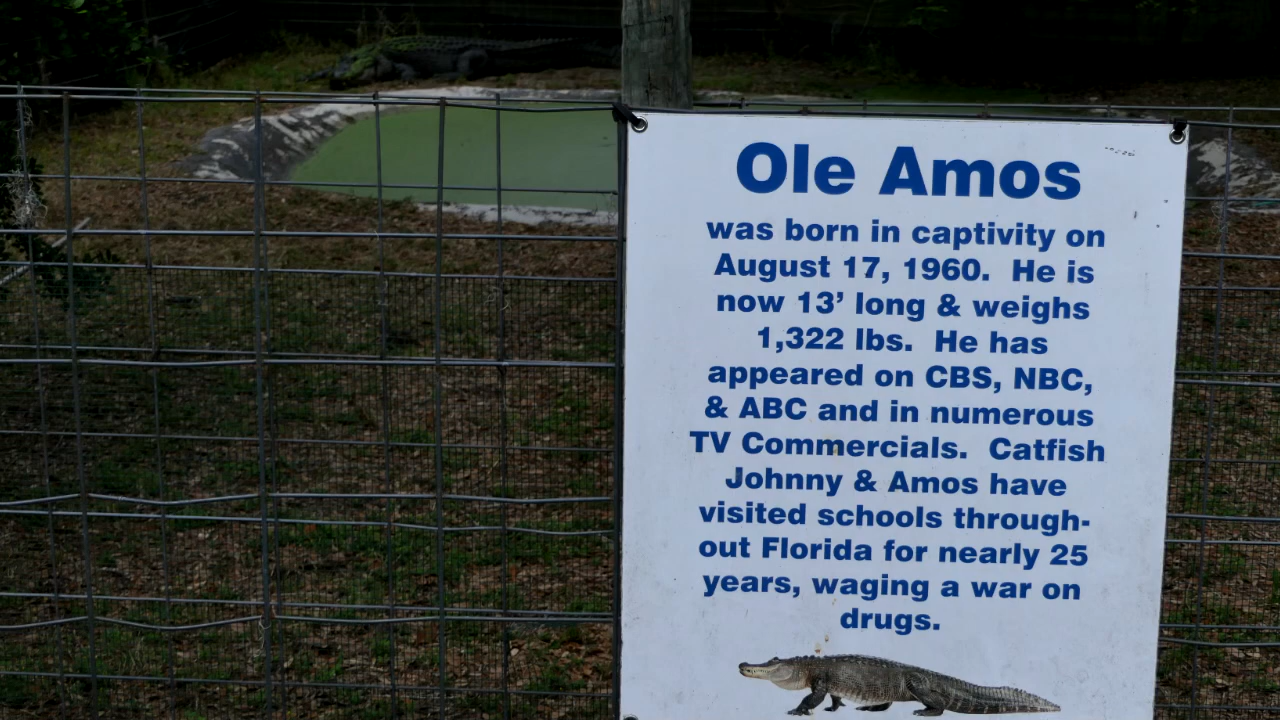 Ole Amos
was born in captivity on
August 17, 1960.  He is
now 13’ long & weighs
1,322 lbs.  He has
appeared on CBS, NBC,
& ABC and in numerous
TV Commercials.  Catfish
Johnny & Amos have
visited schools through-
out Florida for nearly 25
years, waging a war on
drugs.